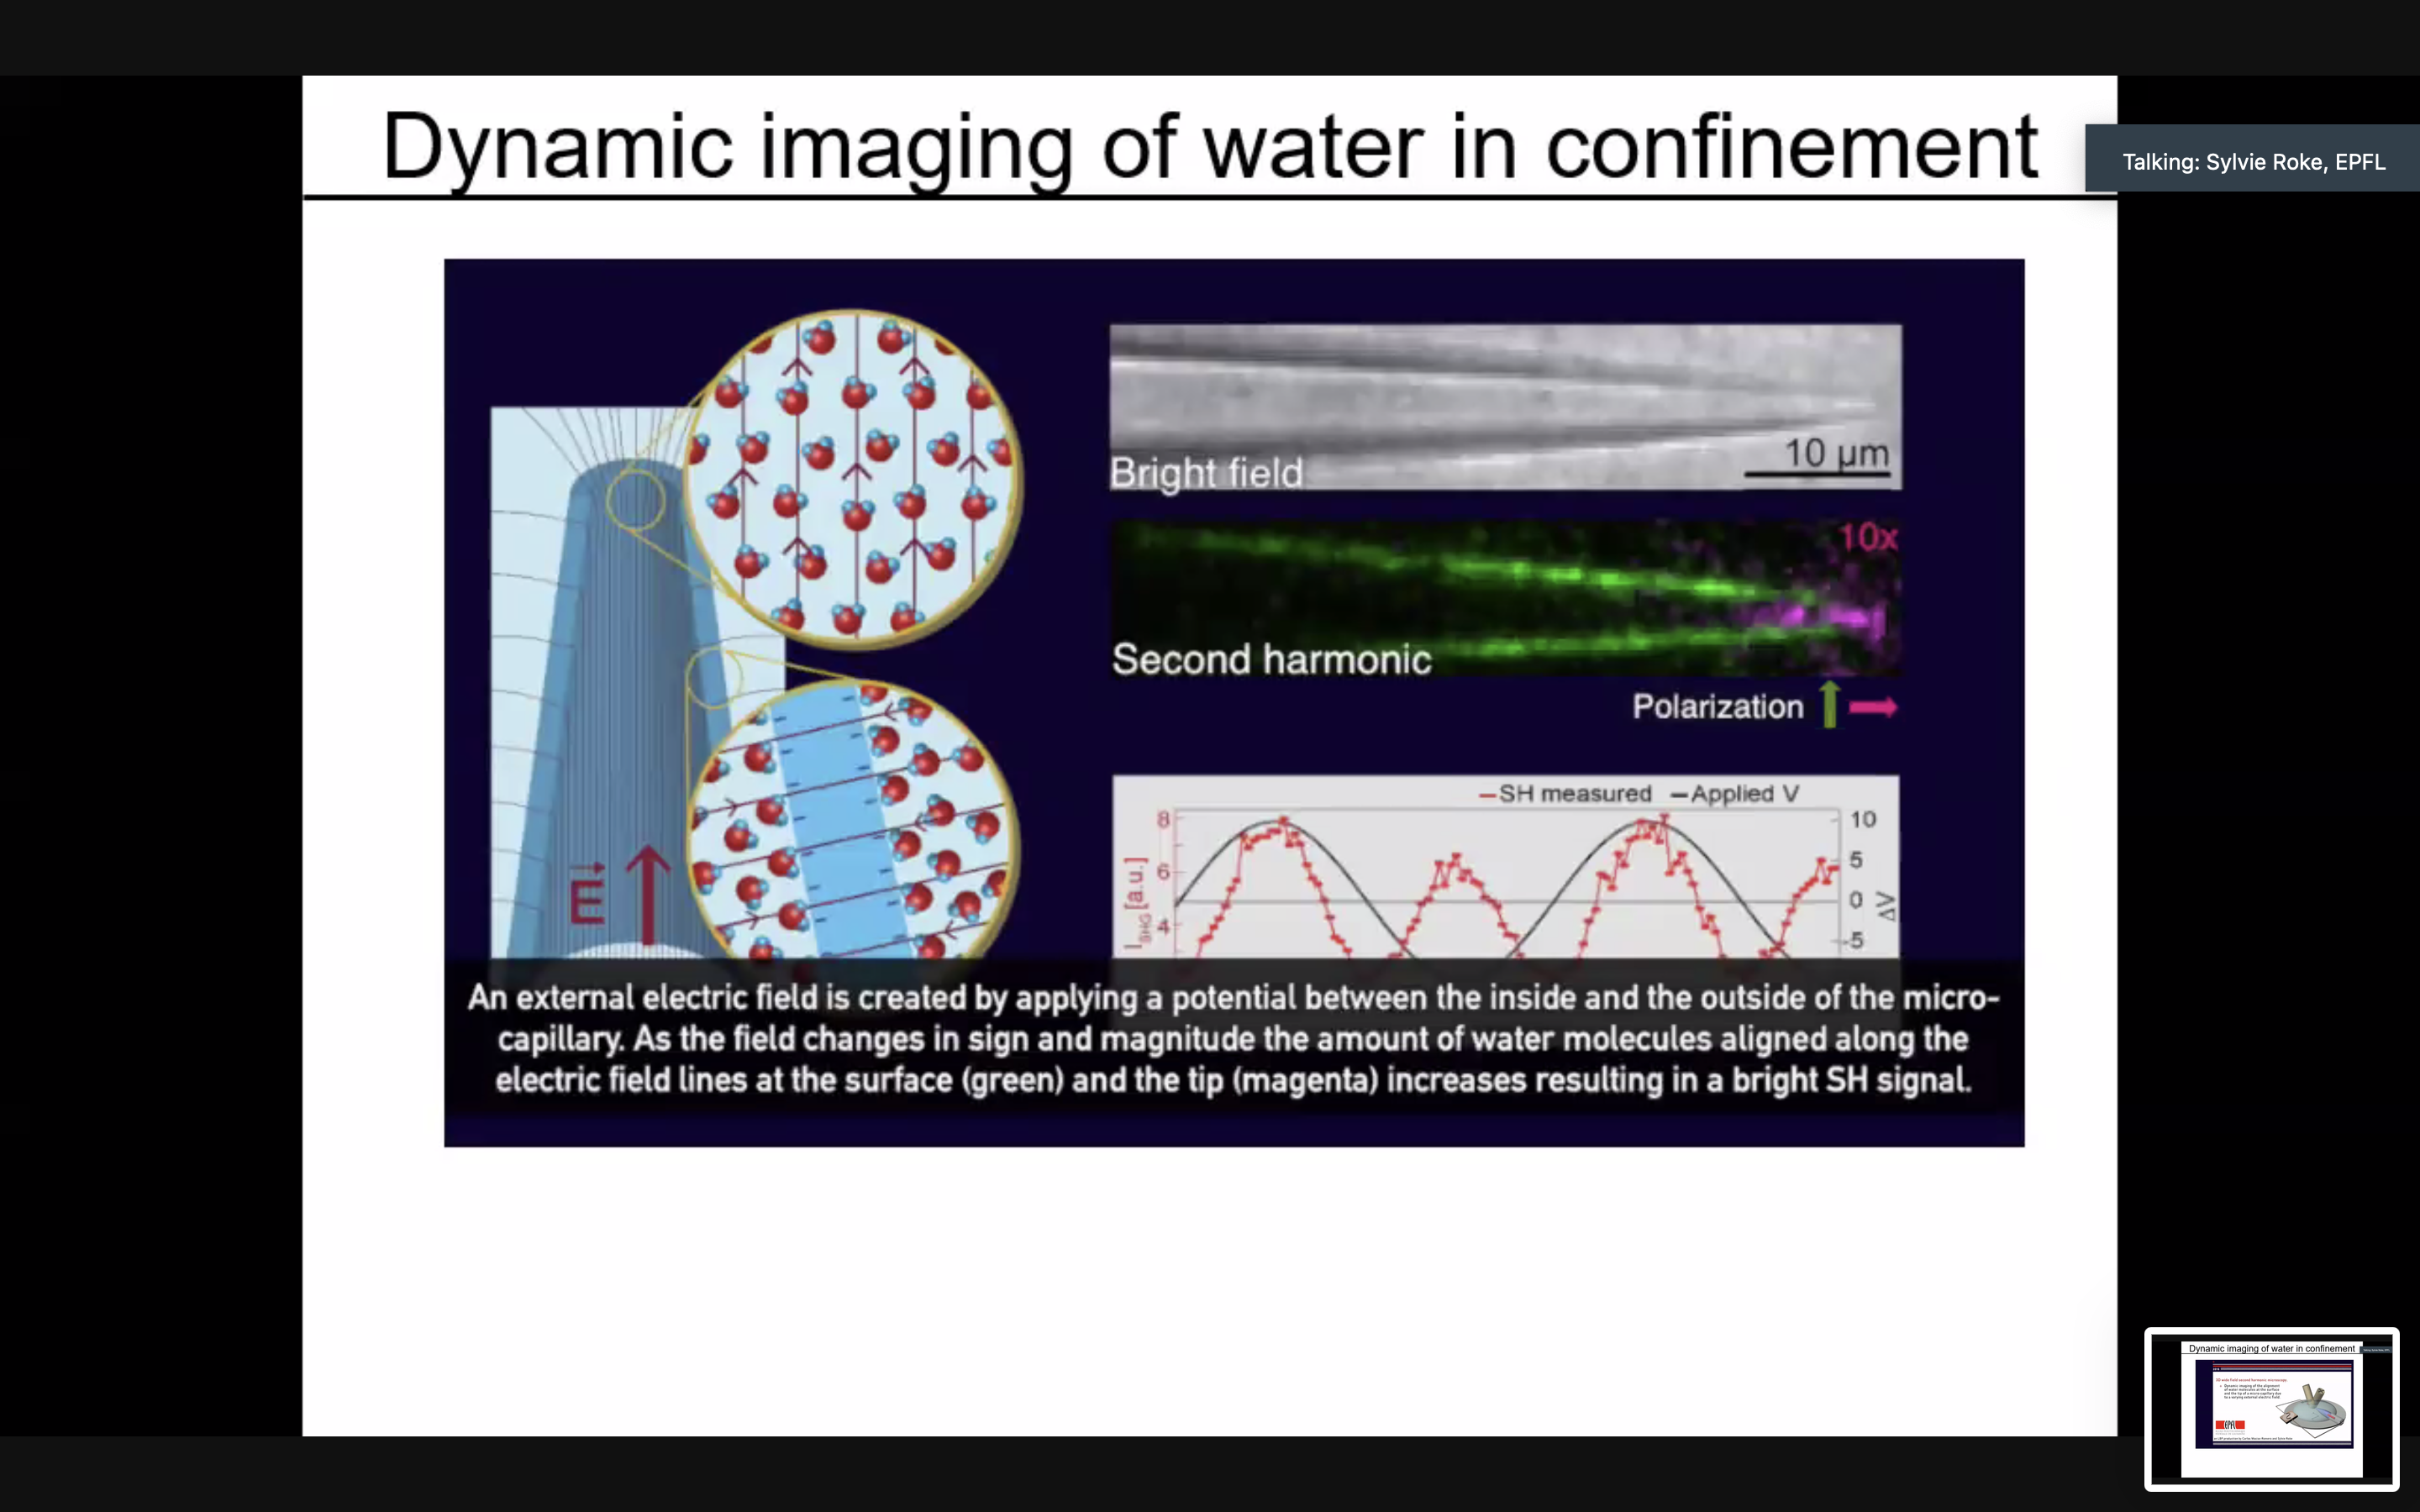 Dynamic imaging of water in confinement
Talking: Sylvie Roke, EPFL
Bright field
10 μm
10x
Second harmonic
Polarization
E
SH measured
Applied V
8
6
4
I SHG [a.u.]
10
5
0
-5
ΔV
An external electric field is created by applying a potential between the inside and the outside of the micro-
capillary. As the field changes in sign and magnitude the amount of water molecules aligned along the
electric field lines at the surface (green) and the tip (magenta) increases resulting in a bright SH signal.
Dynamic imaging of water in confinement
EPFL